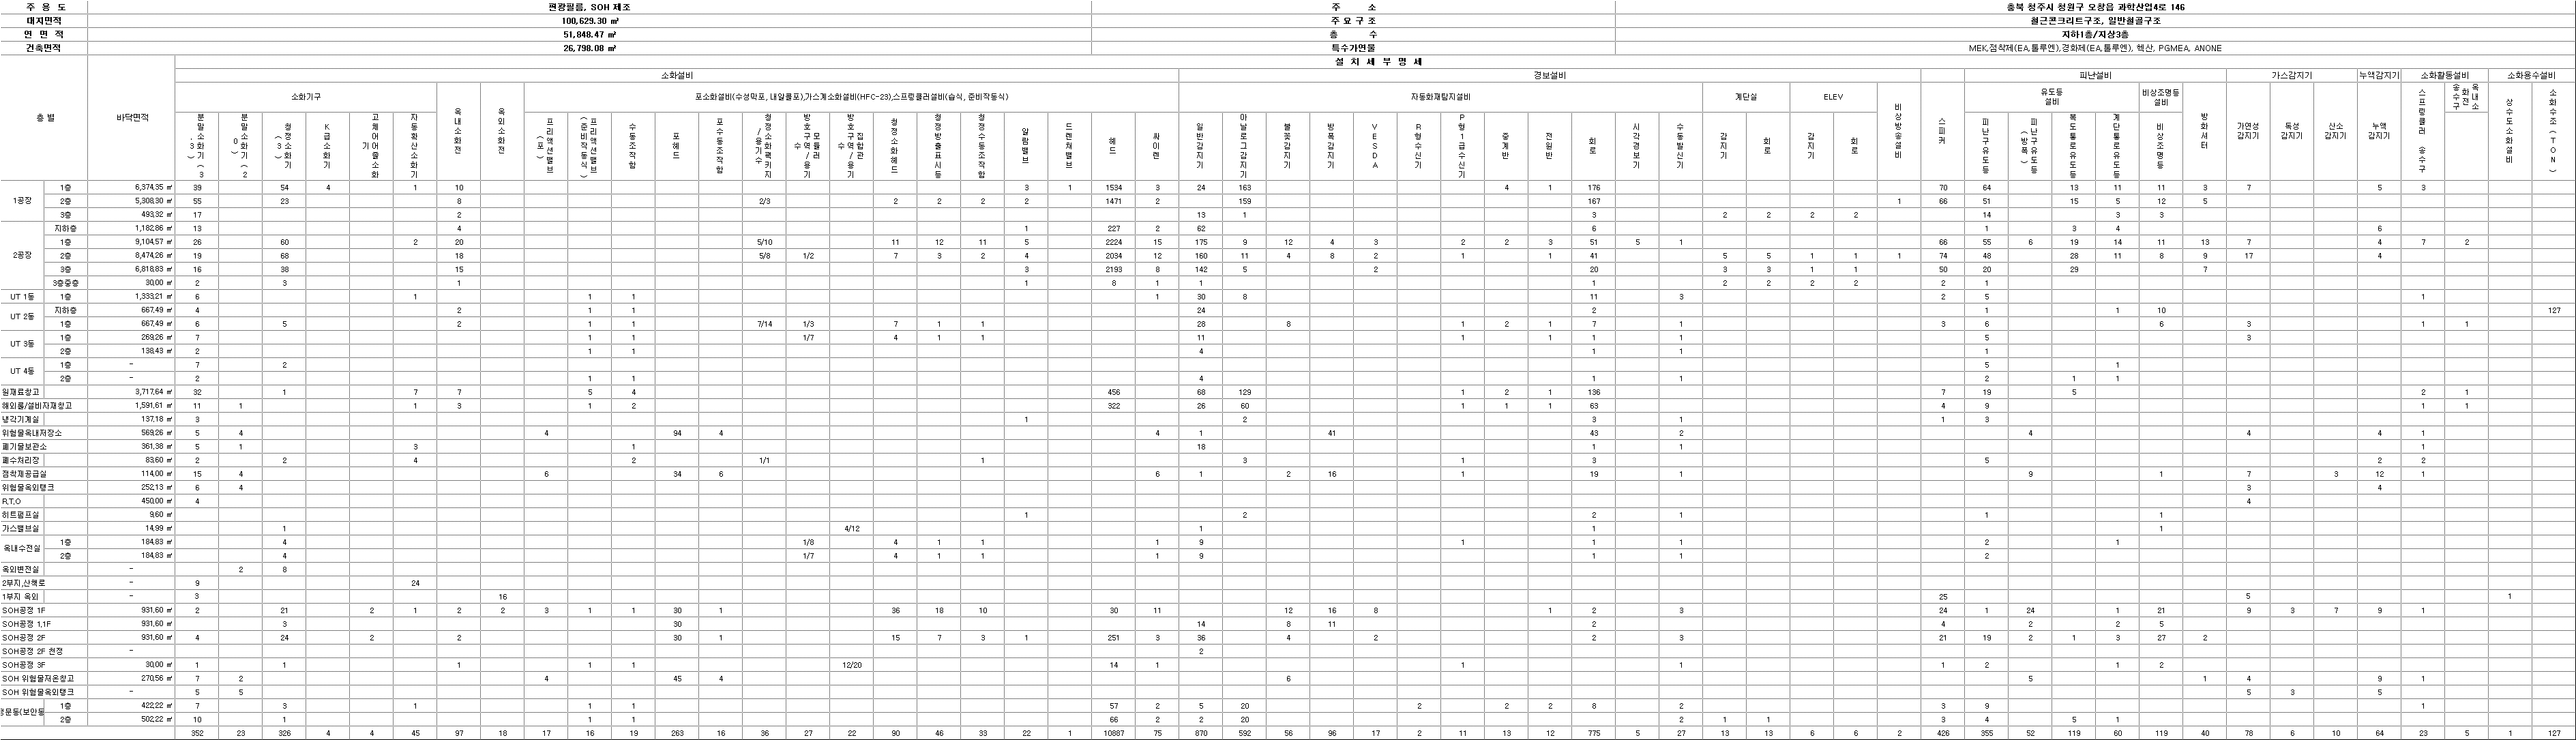 주 용 도 편광필름, SOH 제조 주 소 충북 청주시 청원구 오창읍 과학산업4로 146
대지면적 100,629.30 ㎡ 주 요 구 조 철근콘크리트구조, 일반철골구조
연 면 적 51,848.47 ㎡ 층 수 지하1층/지상3층
건축면적 26,798.08 ㎡ 특수가연물 MEK,점착제(EA,톨루엔),경화제(EA,톨루엔), 헥산, PGMEA, ANONE
설 치 세 부 명 세
소화설비 경보설비 피난설비 가스감지기 누액감지기 소화활동설비 소화용수설비
층 별 바닥면적 소화기구 옥내소화전 옥외소화전 포소화설비(수성막포, 내알콜포),가스계소화설비(HFC-23),스프링클러설비(습식, 준비작동식) 자동화재탐지설비 계단실 ELEV 비상방송설비 스피커 유도등설비 비상조명등설비 방화셔터
분말소화기(3.3) 분말소화기(20) 청정소화기(3) K급소화기 고체에어로졸소화기 자동확산소화기
프리액션밸브(포) 프리액션밸브(준비작동식) 수동조작함 포헤드 포수동조작함 청정소화팩키지/용기수 방호구역/용기수 모듈러 방호구역/용기수 집합관 청정소화헤드 청정방출표시등 청정수동조작함 알람밸브 드렌쳐밸브 헤드 싸이렌
일반감지기 아날로그감지기 불꽃감지기 방폭감지기 VESDA R형수신기 P형1급수신기 중계반 전원반 회로 시각경보기 수동발신기 감지기 회로 감지기 회로
피난구유도등 피난구유도등(방폭) 복도통로유도등 계단통로유도등 비상조명등 가연성감지기 독성감지기 산소감지기 누액감지기 스프링클러 송수구 옥내소화전송수구 상수도소화설비 소화수조(TON)
1공장 1층 6,374.35 ㎡ 39 54 4 1 10 3 1 1534 3 24 163 4 1 176 70 64 13 11 11 3 7 5 3
2층 5,308.30 ㎡ 55 23 8 2/3 2 2 2 2 1471 2 159 167 1 66 51 15 5 12 5
3층 493.32 ㎡ 17 2 13 1 3 2 2 2 2 14 3 3
2공장 지하층 1,182.86 ㎡ 13 4 1 227 2 62 6 1 3 4 6
1층 9,104.57 ㎡ 26 60 2 20 5/10 11 12 11 5 2224 15 175 9 12 4 3 2 2 3 51 5 1 66 55 6 19 14 11 13 7 4 7 2
2층 8,474.26 ㎡ 19 68 18 5/8 1/2 7 3 2 4 2034 12 160 11 4 8 2 1 1 41 5 5 1 1 1 74 48 28 11 8 9 17 4
3층 6,818.83 ㎡ 16 38 15 3 2193 8 142 5 2 20 3 3 1 1 50 20 29 7
3층중층 30.00 ㎡ 2 3 1 1 8 1 1 1 2 2 2 2 2 1
UT 1동 1층 1,333.21 ㎡ 6 1 1 1 1 30 8 11 3 2 5 1
UT 2동 지하층 667.49 ㎡ 4 2 1 1 24 2 1 1 10 127
1층 667.49 ㎡ 6 5 2 1 1 7/14 1/3 7 1 1 28 8 1 2 1 7 1 3 6 6 3 1 1
UT 3동 1층 269.26 ㎡ 7 1 1 1/7 4 1 1 11 1 1 1 1 5 3
2층 138.43 ㎡ 2 1 1 4 1 1 1
UT 4동 1층 - 7 2 5 1
2층 - 2 1 1 4 1 1 2 1 1
원재료창고 3,717.64 ㎡ 32 1 7 7 5 4 456 68 129 1 2 1 136 7 19 5 2 1
해외롤/설비자재창고 1,591.61 ㎡ 11 1 1 3 1 2 322 26 60 1 1 1 63 4 9 1 1
냉각기계실 137.18 ㎡ 3 1 2 3 1 1 3
위험물옥내저장소 569.26 ㎡ 5 4 4 94 4 4 1 41 43 2 4 4 4 1
폐기물보관소 361.38 ㎡ 5 1 3 1 18 1 1 1
폐수처리장 83.60 ㎡ 2 2 4 2 1/1 1 3 1 3 5 2 2
점착제공급실 114.00 ㎡ 15 4 6 34 6 6 1 2 16 1 19 1 9 1 7 3 12 1
위험물옥외탱크 252.13 ㎡ 6 4 3 4
R.T.O 450.00 ㎡ 4 4
히트펌프실 9.60 ㎡ 1 2 2 1 1 1
가스밸브실 14.99 ㎡ 1 4/12 1 1 1
옥내수전실 1층 184.83 ㎡ 4 1/8 4 1 1 1 9 1 1 1 2 1
2층 184.83 ㎡ 4 1/7 4 1 1 1 9 1 1 2
옥외변전실 - 2 8
2부지,산책로 - 9 24
1부지 옥외 - 3 16 25 5 1
SOH공정 1F 931.60 ㎡ 2 21 2 1 2 2 3 1 1 30 1 36 18 10 30 11 12 16 8 1 2 3 24 1 24 1 21 9 3 7 9 1
SOH공정 1.1F 931.60 ㎡ 3 30 14 8 11 2 4 2 2 5
SOH공정 2F 931.60 ㎡ 4 24 2 2 30 1 15 7 3 1 251 3 36 4 2 2 3 21 19 2 1 3 27 2
SOH공정 2F 천정 - 2
SOH공정 3F 30.00 ㎡ 1 1 1 1 1 12/20 14 1 1 1 1 2 1 2
SOH 위험물저온창고 270.56 ㎡ 7 2 4 45 4 6 5 1 4 9 1
SOH 위험물옥외탱크 - 5 5 5 3 5
정문동(보안동 1층 422.22 ㎡ 7 3 1 1 1 57 2 5 20 2 2 2 8 2 3 9 1
2층 502.22 ㎡ 10 1 1 1 66 2 2 20 2 1 1 3 4 5 1
352 23 326 4 4 45 97 18 17 16 19 263 16 36 27 22 90 46 33 22 1 10887 75 870 592 56 96 17 2 11 13 12 775 5 27 13 13 6 6 2 426 355 52 119 60 119 40 78 6 10 64 23 5 1 127